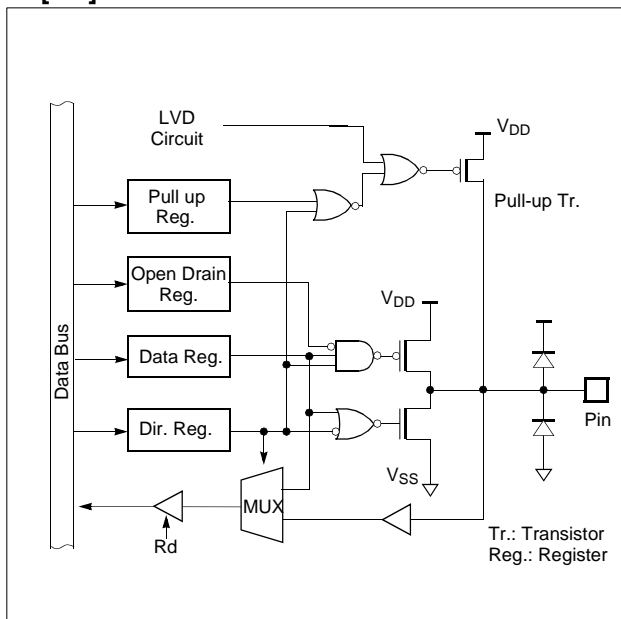 LVD
Circuit
VDD
Pull up
Reg.
Pull-up Tr.
Open Drain
Reg.
VDD
Data Bus
Data Reg.
Dir. Reg.
Pin
VSS
MUX
Rd
Tr.: Transistor
Reg.: Register